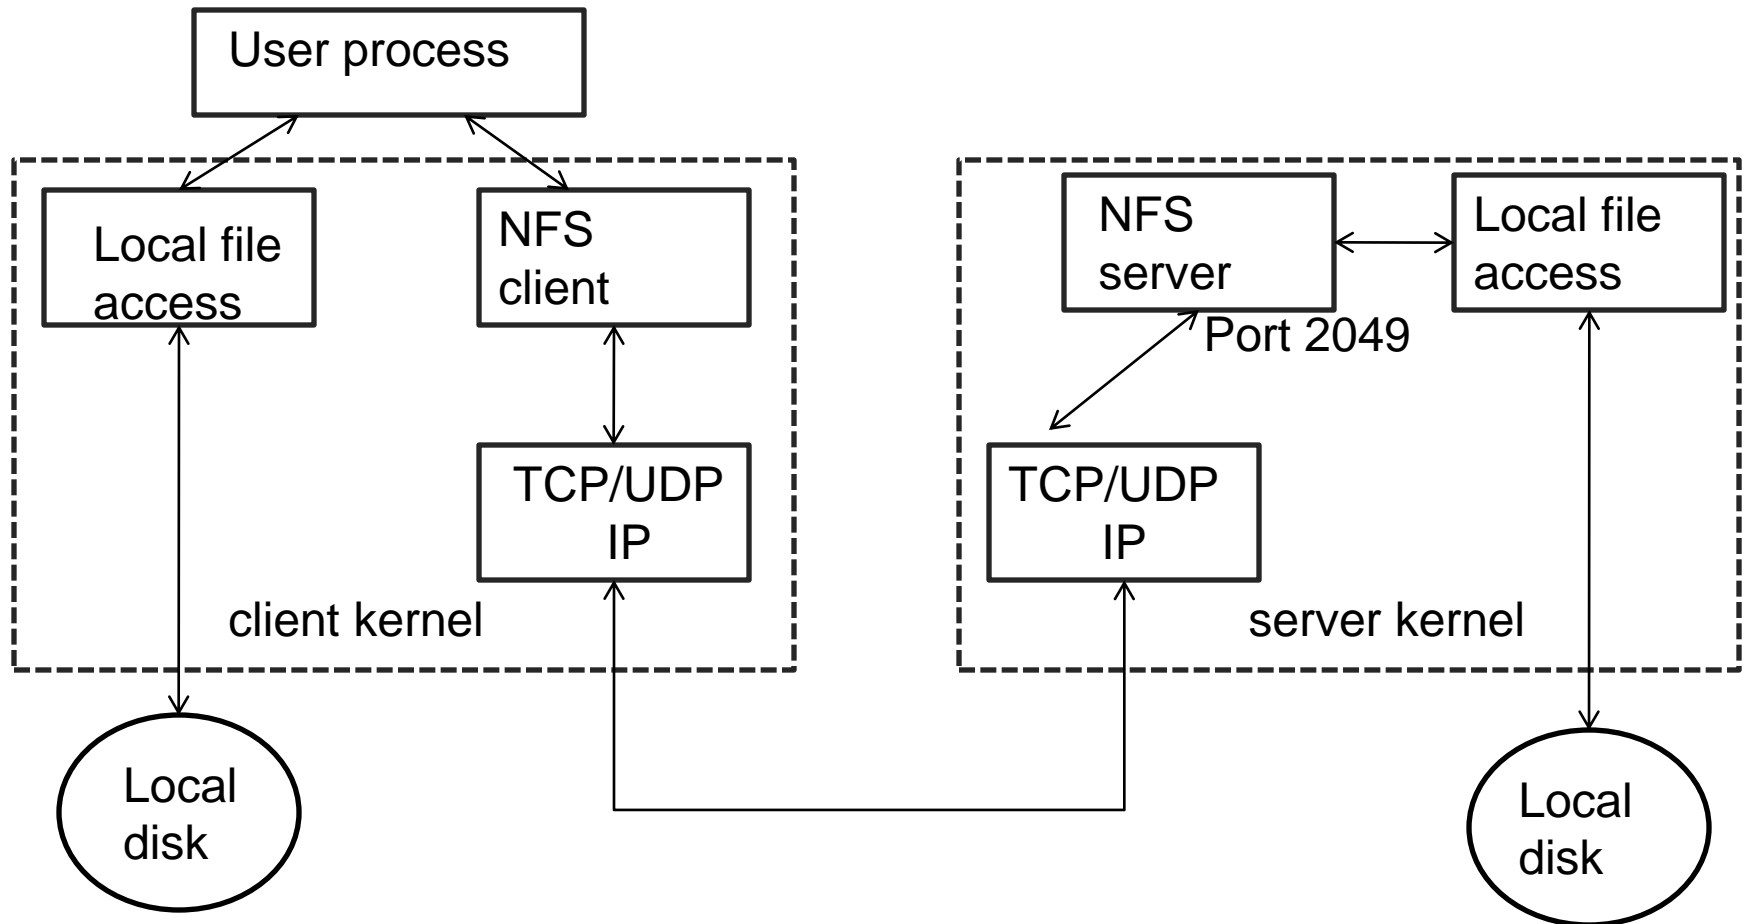 User process
Local file
access
NFS
client
NFS
server
Local file
access
Port 2049
TCP/UDP
IP
TCP/UDP
IP
client kernel
server kernel
Local
disk
Local
disk